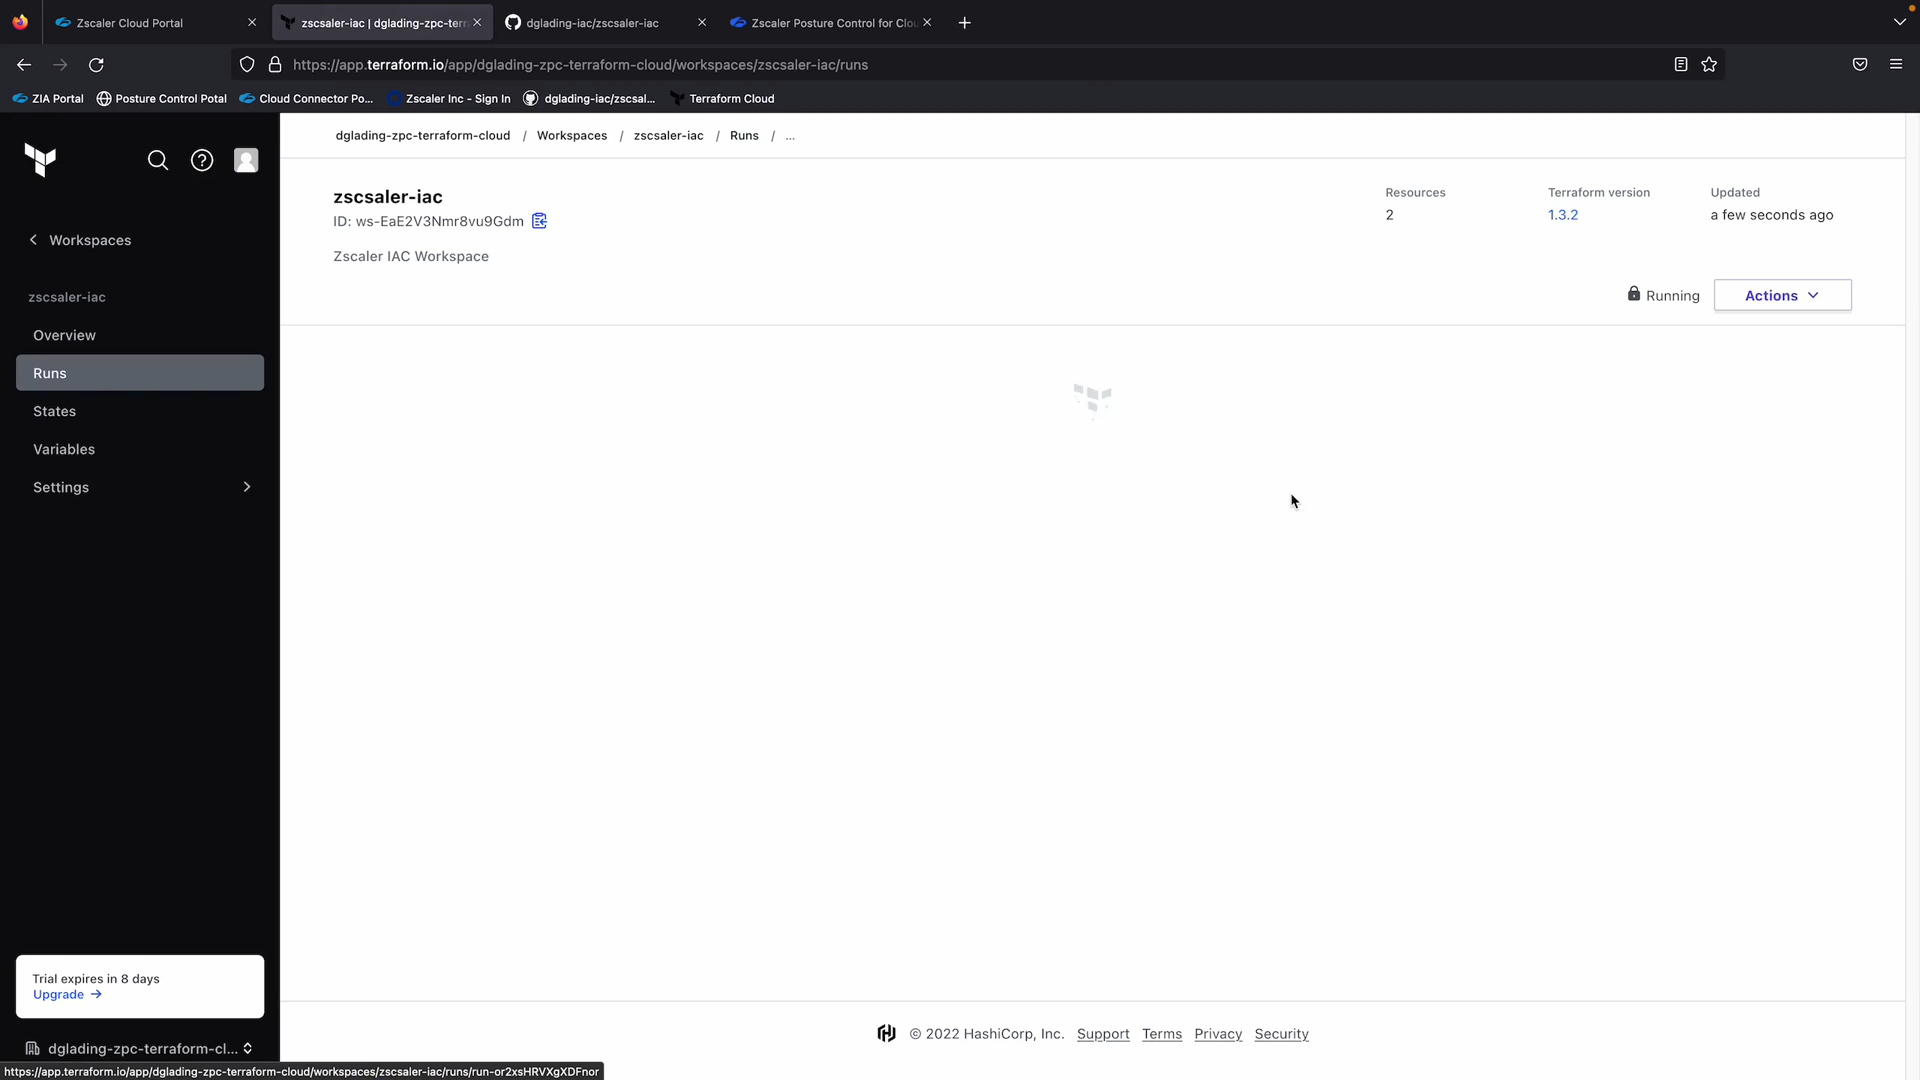 Zscaler Cloud Portal
zscsaler-iac | dglading-zpc-terr
dglading-iac/zscsaler-iac
Zscaler Posture Control for Clou
https://app.terraform.io/app/dglading-zpc-terraform-cloud/workspaces/zscsaler-iac/runs
ZIA Portal
Posture Control Potal
Cloud Connector Po...
Zscaler Inc - Sign In
dglading-iac/zscsal...
Terraform Cloud
dglading-zpc-terraform-cloud / Workspaces / zscsaler-iac / Runs / ...
zscsaler-iac
ID: ws-EaE2V3Nmr8vu9Gdm
Zscaler IAC Workspace
Resources
2
Terraform version
1.3.2
Updated
a few seconds ago
Running
Actions
Workspaces
zscsaler-iac
Overview
Runs
States
Variables
Settings
Trial expires in 8 days
Upgrade
dglading-zpc-terraform-cl...
© 2022 HashiCorp, Inc. Support Terms Privacy Security
https://app.terraform.io/app/dglading-zpc-terraform-cloud/workspaces/zscsaler-iac/runs/run-or2xsHRVXgXDFnor